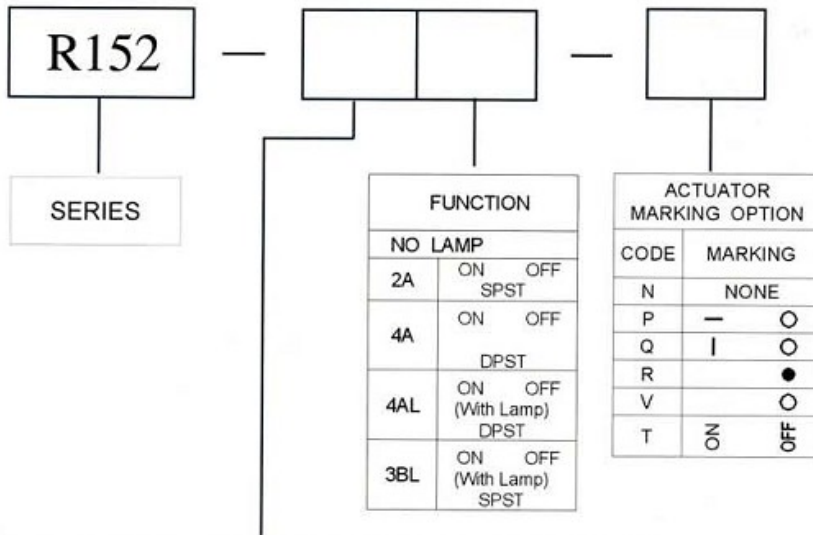 R152 — —
SERIES
FUNCTION
NO LAMP
2A ON OFF
SPST
4A ON OFF
DPST
4AL ON OFF
(With Lamp)
DPST
3BL ON OFF
(With Lamp)
SPST
ACTUATOR
MARKING OPTION
CODE MARKING
N NONE
P — ○
Q | ○
R ●
V ○
T ON OFF